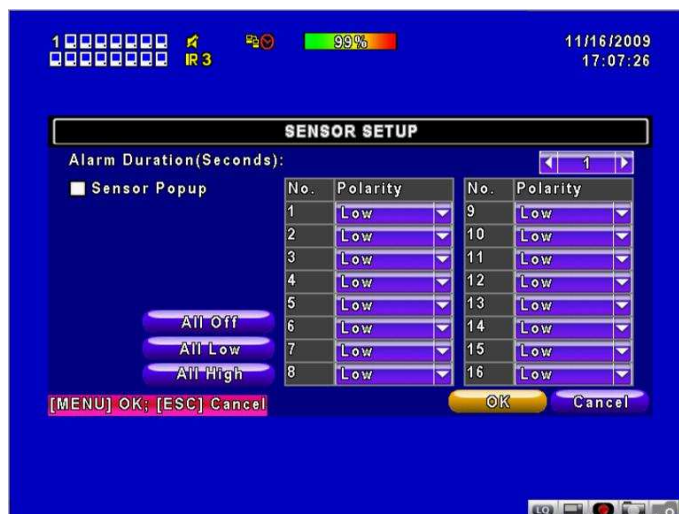 1
99%
11/16/2009
IR 3
17:07:26
SENSOR SETUP
Alarm Duration(Seconds):
1
Sensor Popup
No. Polarity No. Polarity
1 Low 9 Low
2 Low 10 Low
3 Low 11 Low
4 Low 12 Low
5 Low 13 Low
6 Low 14 Low
7 Low 15 Low
8 Low 16 Low
All Off
All Low
All High
[MENU] OK; [ESC] Cancel
OK
Cancel
LQ